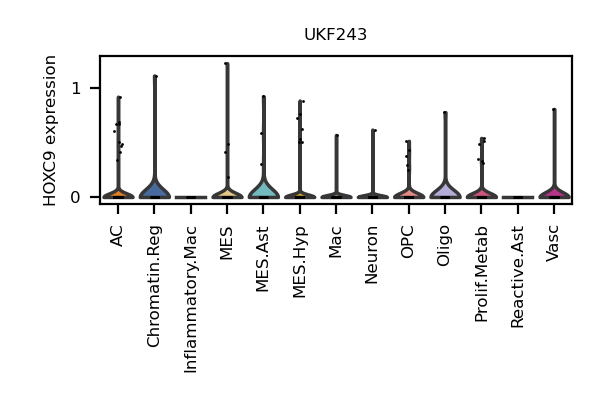 UKF243
HOXC9 expression
1
0
AC
Chromatin.Reg
Inflammatory.Mac
MES
MES.Ast
MES.Hyp
Mac
Neuron
OPC
Oligo
Prolif.Metab
Reactive.Ast
Vasc